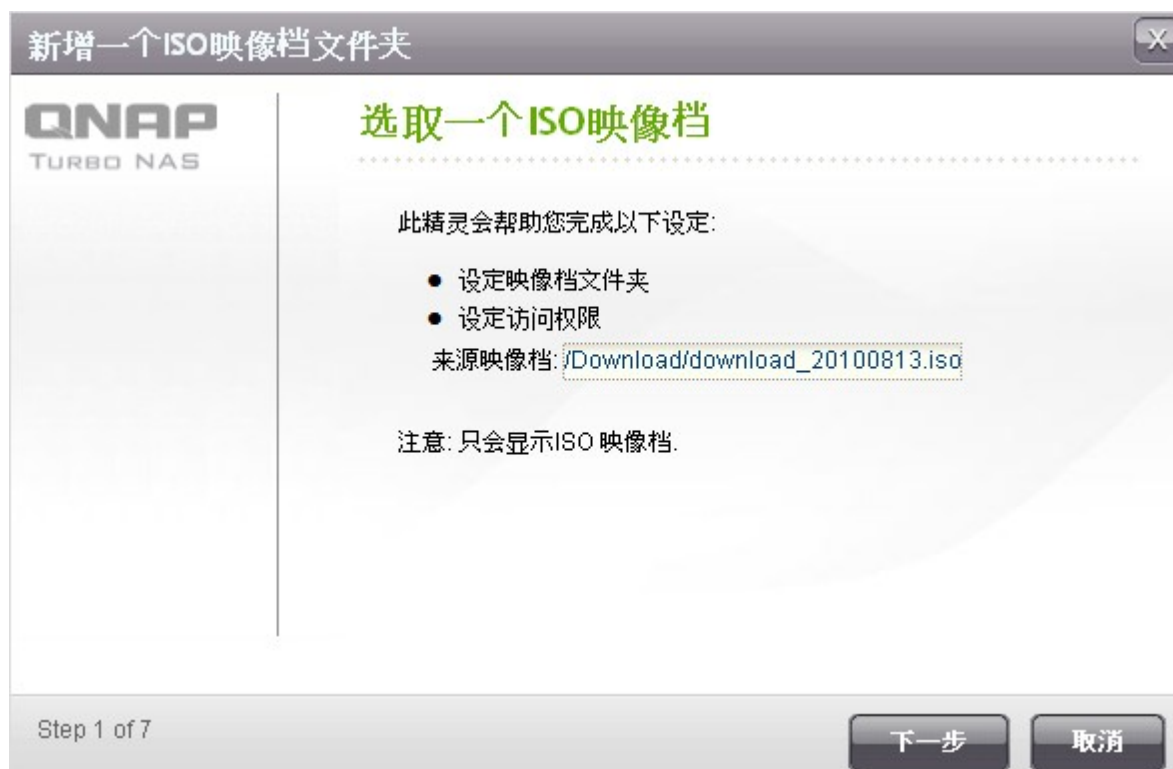 新增一个ISO映像档文件夹
X
QNAP
TURBO NAS
选取一个ISO映像档
此精灵会帮助您完成以下设定:
● 设定映像档文件夹
● 设定访问权限
来源映像档: /Download/download_20100813.iso
注意: 只会显示ISO 映像档.
Step 1 of 7
下一步
取消